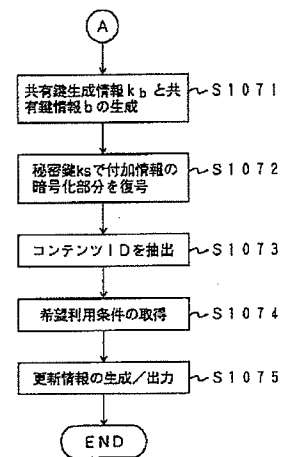 A
共有鍵生成情報kbと共
有鍵情報bの生成
S1071
秘密鍵ksで付加情報の
暗号化部分を復号
S1072
コンテンツIDを抽出
S1073
希望利用条件の取得
S1074
更新情報の生成/出力
S1075
END